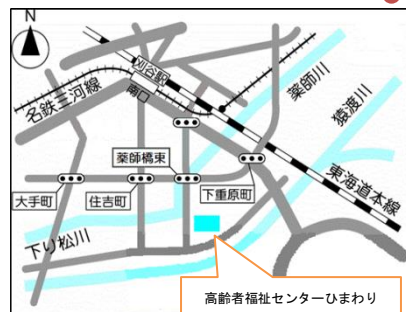 N
刈谷駅
南口
名鉄三河線
薬師川
猿渡川
薬師橋東
大手町
住吉町
下重原町
東海道本線
下り松川
高齢者福祉センターひまわり